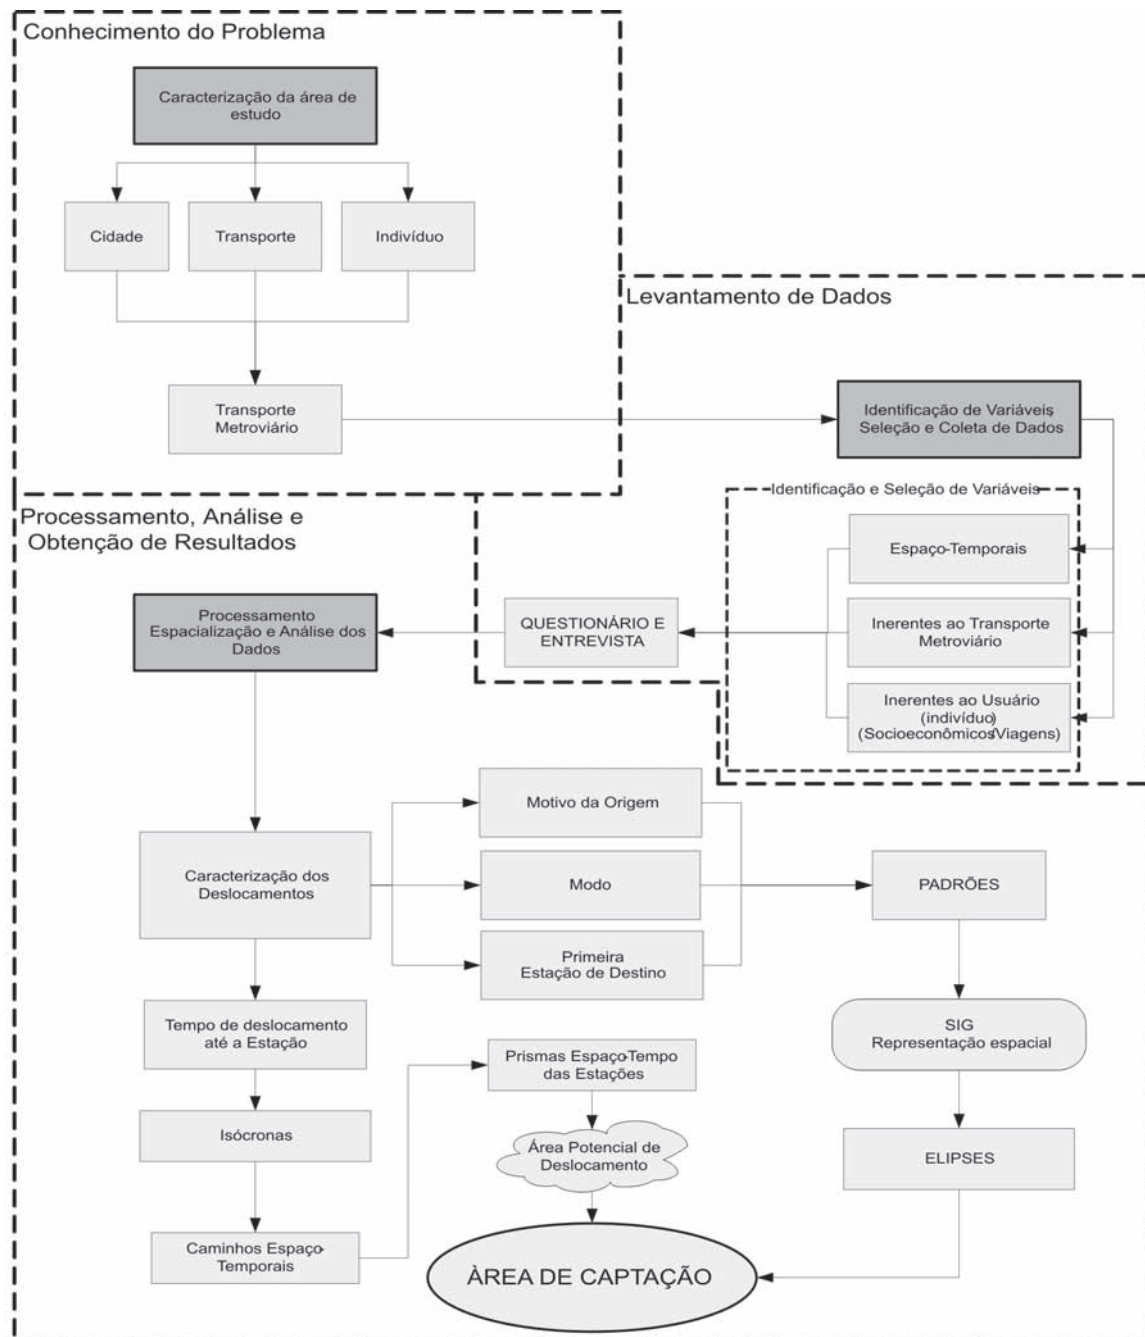 Conhecimento do Problema
Caracterização da área de
estudo
Cidade
Transporte
Indivíduo
Transporte
Metroviário
Levantamento de Dados
Identificação de Variáveis
Seleção e Coleta de Dados
Identificação e Seleção de Variáveis
Espaço-Temporais
Inerentes ao Transporte
Metroviário
Inerentes ao Usuário
(indivíduo)
(Socioeconômicos/Viagens)
QUESTIONÁRIO E
ENTREVISTA
Processamento, Análise e
Obtenção de Resultados
Processamento
Espacialização e Análise dos
Dados
Caracterização dos
Deslocamentos
Motivo da Origem
Modo
Primeira
Estação de Destino
PADRÕES
SIG
Representação espacial
ELIPSES
Tempo de deslocamento
até a Estação
Isócronas
Caminhos Espaço-
Temporais
Prismas Espaço-Tempo
das Estações
Área Potencial de
Deslocamento
ÀREA DE CAPTAÇÃO